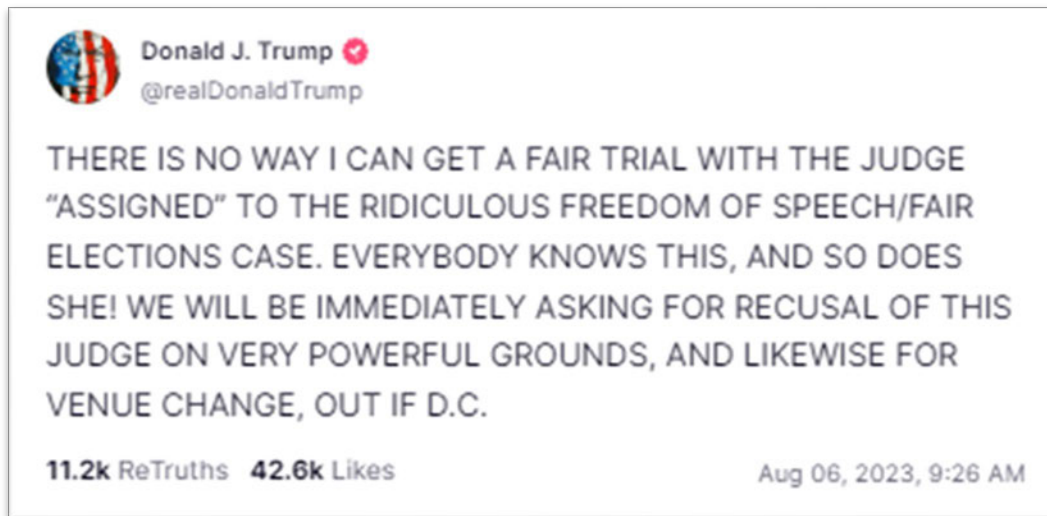 Donald J. Trump
@realDonaldTrump
THERE IS NO WAY I CAN GET A FAIR TRIAL WITH THE JUDGE
“ASSIGNED” TO THE RIDICULOUS FREEDOM OF SPEECH/FAIR
ELECTIONS CASE. EVERYBODY KNOWS THIS, AND SO DOES
SHE! WE WILL BE IMMEDIATELY ASKING FOR RECUSAL OF THIS
JUDGE ON VERY POWERFUL GROUNDS, AND LIKEWISE FOR
VENUE CHANGE, OUT IF D.C.
11.2k ReTruths 42.6k Likes Aug 06, 2023, 9:26 AM